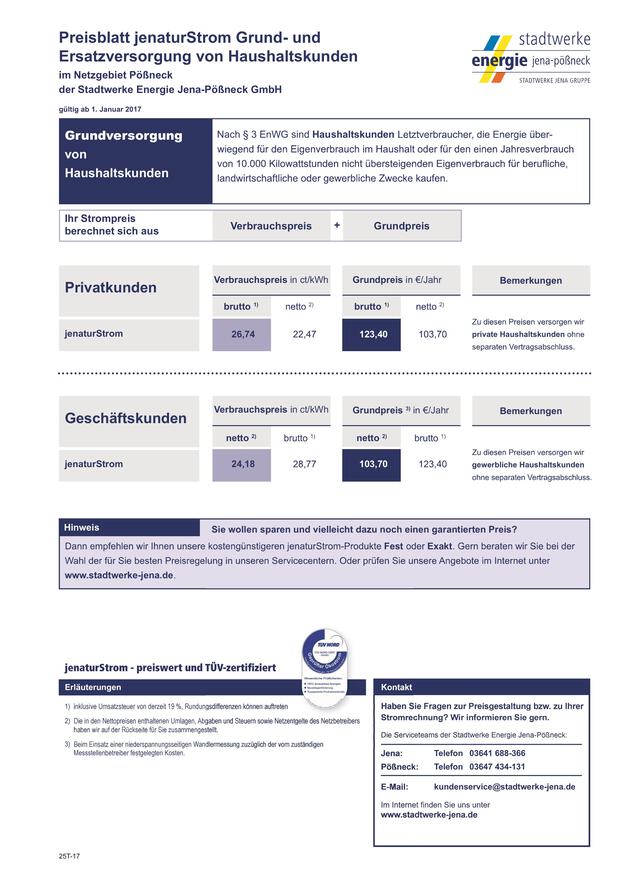 Preisblatt jenaturStrom Grund- und
Ersatzversorgung von Haushaltskunden
im Netzgebiet Pößneck
der Stadtwerke Energie Jena-Pößneck GmbH
gültig ab 1. Januar 2017
stadtwerke
energie jena-pößneck
STADTWERKE JENA GRUPPE
Grundversorgung
von
Haushaltskunden
Nach § 3 EnWG sind Haushaltskunden Letztverbraucher, die Energie über-
wiegend für den Eigenverbrauch im Haushalt oder für den einen Jahresverbrauch
von 10.000 Kilowattstunden nicht übersteigenden Eigenverbrauch für berufliche,
landwirtschaftliche oder gewerbliche Zwecke kaufen.
Ihr Strompreis
berechnet sich aus
Verbrauchspreis + Grundpreis
Privatkunden
Verbrauchspreis in ct/kWh Grundpreis in €/Jahr Bemerkungen
brutto 1) netto 2) brutto 1) netto 2)
jenaturStrom 26,74 22,47 123,40 103,70
Zu diesen Preisen versorgen wir
private Haushaltskunden ohne
separaten Vertragsabschluss.
Geschäftskunden
Verbrauchspreis in ct/kWh Grundpreis 3) in €/Jahr Bemerkungen
netto 2) brutto 1) netto 2) brutto 1)
jenaturStrom 24,18 28,77 103,70 123,40
Zu diesen Preisen versorgen wir
gewerbliche Haushaltskunden
ohne separaten Vertragsabschluss.
Hinweis Sie wollen sparen und vielleicht dazu noch einen garantierten Preis?
Dann empfehlen wir Ihnen unsere kostengünstigeren jenaturStrom-Produkte Fest oder Exakt. Gern beraten wir Sie bei der
Wahl der für Sie besten Preisregelung in unseren Servicecentern. Oder prüfen Sie unsere Angebote im Internet unter
www.stadtwerke-jena.de.
jenaturStrom - preiswert und TÜV-zertifiziert
TÜV NORD
Geprüfter Ökostrom
Erläuterungen
1) inklusive Umsatzsteuer von derzeit 19 %, Rundungsdifferenzen können auftreten
2) Die in den Nettopreisen enthaltenen Umlagen, Abgaben und Steuern sowie Netzentgelte des Netzbetreibers
haben wir auf der Rückseite für Sie zusammengestellt.
3) Beim Einsatz einer niederspannungsseitigen Wandlermessung zuzüglich der vom zuständigen
Messstellenbetreiber festgelegten Kosten.
Kontakt
Haben Sie Fragen zur Preisgestaltung bzw. zu Ihrer
Stromrechnung? Wir informieren Sie gern.
Die Serviceteams der Stadtwerke Energie Jena-Pößneck:
Jena: Telefon 03641 688-366
Pößneck: Telefon 03647 434-131
E-Mail: kundenservice@stadtwerke-jena.de
Im Internet finden Sie uns unter
www.stadtwerke-jena.de
25T-17